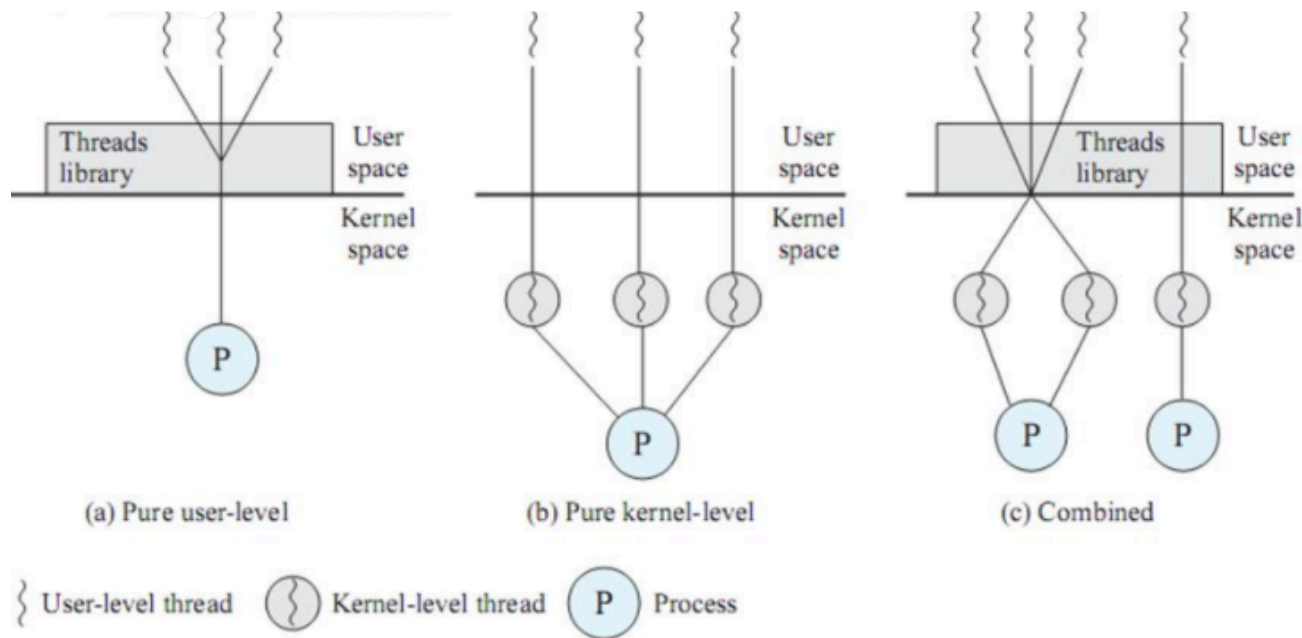 Threads
library
User
space
Kernel
space
P
(a) Pure user-level
User
space
Kernel
space
P
(b) Pure kernel-level
Threads
library
User
space
Kernel
space
P
P
(c) Combined
User-level thread
Kernel-level thread
P
Process